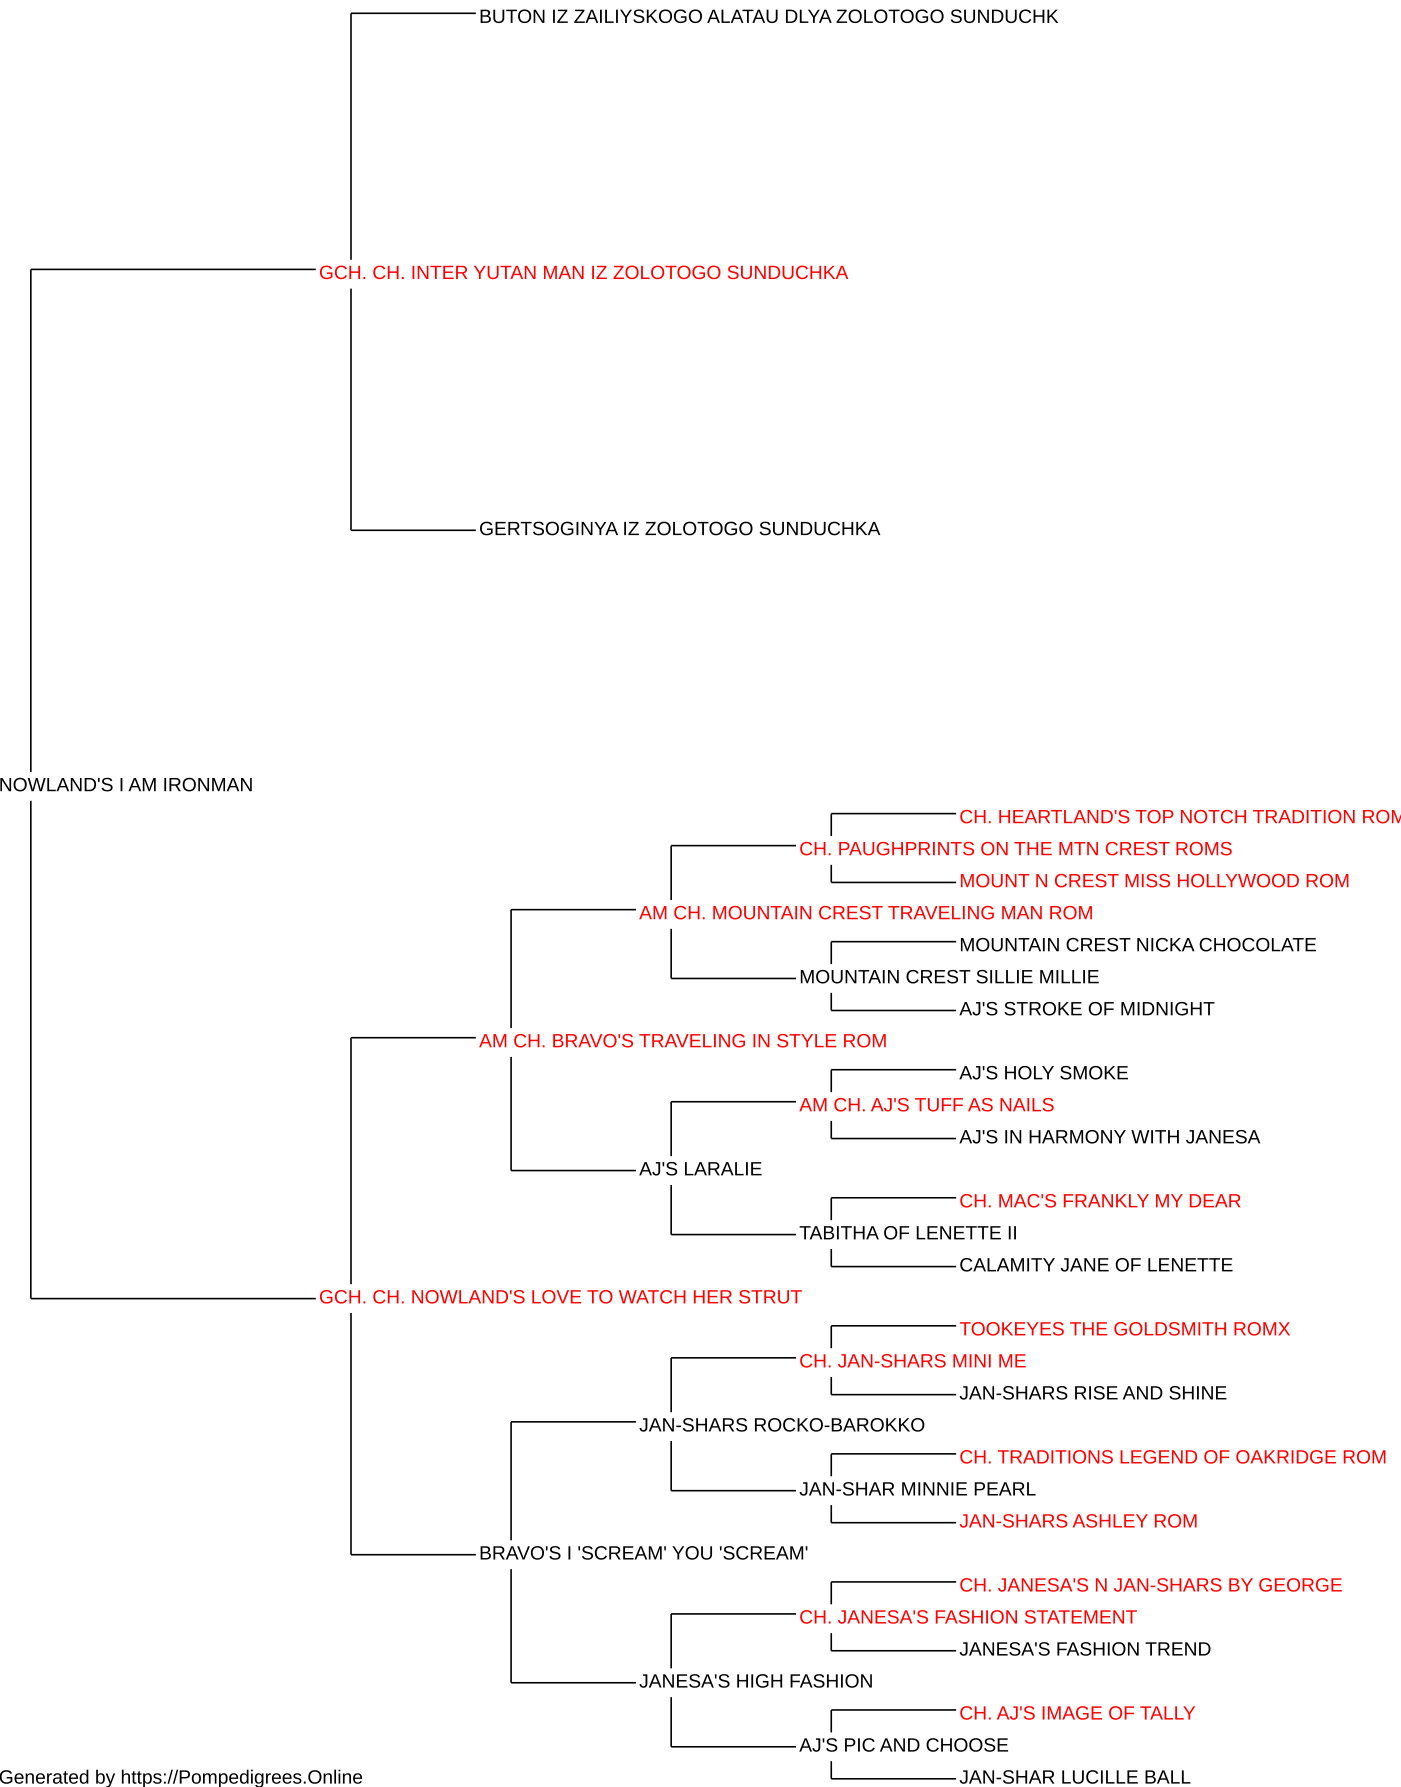 BUTON IZ ZAILIYSKOGO ALATAU DLYA ZOLOTOGO SUNDUCHK
GCH. CH. INTER YUTAN MAN IZ ZOLOTOGO SUNDUCHKA
GERTSOGINYA IZ ZOLOTOGO SUNDUCHKA
NOWLAND'S I AM IRONMAN
CH. HEARTLAND'S TOP NOTCH TRADITION ROM
CH. PAUGHPRINTS ON THE MTN CREST ROMS
MOUNT N CREST MISS HOLLYWOOD ROM
AM CH. MOUNTAIN CREST TRAVELING MAN ROM
MOUNTAIN CREST NICKA CHOCOLATE
MOUNTAIN CREST SILLIE MILLIE
AJ'S STROKE OF MIDNIGHT
AM CH. BRAVO'S TRAVELING IN STYLE ROM
AJ'S HOLY SMOKE
AM CH. AJ'S TUFF AS NAILS
AJ'S IN HARMONY WITH JANESA
AJ'S LARALIE
CH. MAC'S FRANKLY MY DEAR
TABITHA OF LENETTE II
CALAMITY JANE OF LENETTE
GCH. CH. NOWLAND'S LOVE TO WATCH HER STRUT
TOOKEYES THE GOLDSMITH ROMX
CH. JAN-SHARS MINI ME
JAN-SHARS RISE AND SHINE
JAN-SHARS ROCKO-BAROKKO
CH. TRADITIONS LEGEND OF OAKRIDGE ROM
JAN-SHAR MINNIE PEARL
JAN-SHARS ASHLEY ROM
BRAVO'S I 'SCREAM' YOU 'SCREAM'
CH. JANESA'S N JAN-SHARS BY GEORGE
CH. JANESA'S FASHION STATEMENT
JANESA'S FASHION TREND
JANESA'S HIGH FASHION
CH. AJ'S IMAGE OF TALLY
AJ'S PIC AND CHOOSE
JAN-SHAR LUCILLE BALL
Generated by https://Pompedigrees.Online